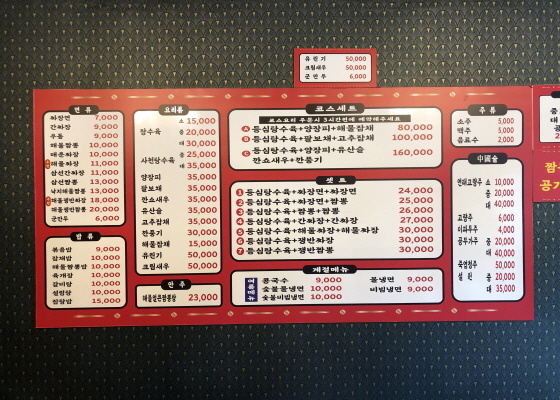 유린기 50,000
크림새우 50,000
군만두 6,000
면 류
짜장면 7,000
간짜장 9,000
우동 9,000
해물짬뽕 10,000
해물짜장 11,000
삼선간짜장 11,000
삼선짬뽕 13,000
낙지해물짬뽕 13,000
해물쟁반짜장 18,000
해물쟁반짬뽕 20,000
군만두 6,000
밥 류
볶음밥 9,000
잡채밥 10,000
해물짬뽕밥 10,000
육개장 10,000
갈비탕 10,000
설렁탕 10,000
잡탕밥 15,000
요리류
탕수육 소 15,000
중 20,000
대 30,000
사천탕수육 중 25,000
대 35,000
양장피 35,000
팔보채 35,000
깐쇼새우 35,000
유산슬 35,000
고추잡채 35,000
깐풍기 30,000
해물잡채 15,000
유린기 50,000
크림새우 50,000
안 주
해물짬뽕탕 23,000
코스세트
코스요리 주문시 3시간전에 예약해주세요
A 등심탕수육+양장피+해물잡채 80,000
B 등심탕수육+팔보채+고추잡채 100,000
C 등심탕수육+양장피+유산슬
깐쇼새우+깐풍기 160,000
셋 트
1 등심탕수육+짜장면+짜장면 24,000
2 등심탕수육+짜장면+짬뽕 25,000
3 등심탕수육+짬뽕+짬뽕 26,000
4 등심탕수육+간짜장+간짜장 27,000
5 등심탕수육+해물짜장+해물짜장 30,000
6 등심탕수육+쟁반짜장 30,000
7 등심탕수육+쟁반짬뽕 30,000
계절메뉴
콩국수 9,000 물냉면 9,000
숯불물냉면 10,000 비빔냉면 9,000
숯불비빔냉면 10,000
주 류
소주 5,000
맥주 5,000
음료수 2,000
中國술
연태고량주 소 10,000
중 20,000
대 40,000
고량주 6,000
이과두주 4,000
공부가주 중 20,000
대 40,000
죽엽청주 50,000
설원 중 20,000
대 35,000
짬
공기